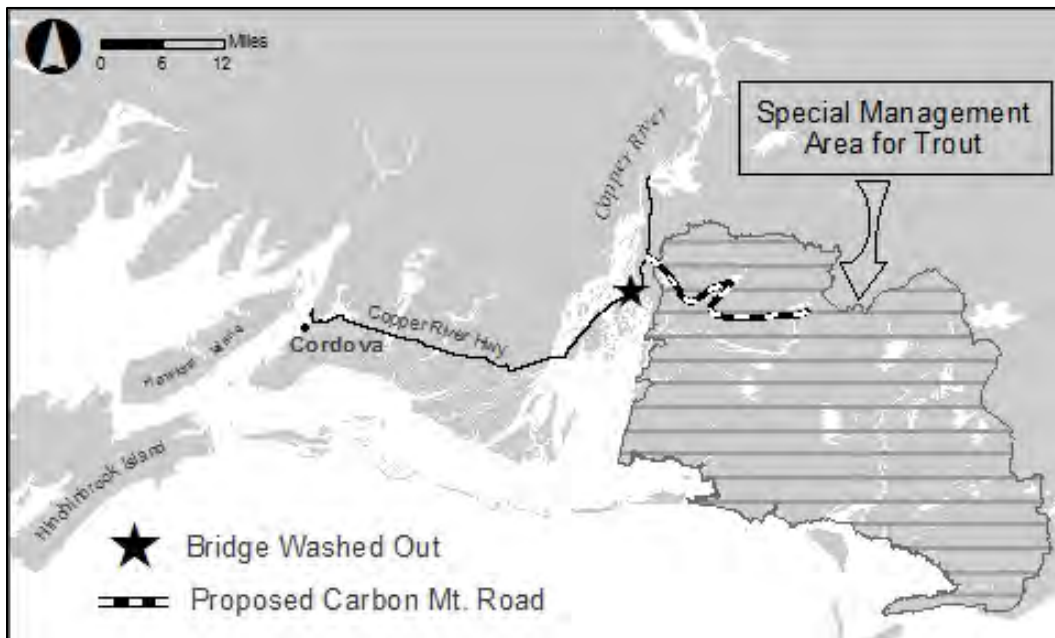 Miles
0 6 12
Special Management
Area for Trout
Copper River
Copper River Hwy
Cordova
Island
Hinchinbrook Island
Bridge Washed Out
Proposed Carbon Mt. Road